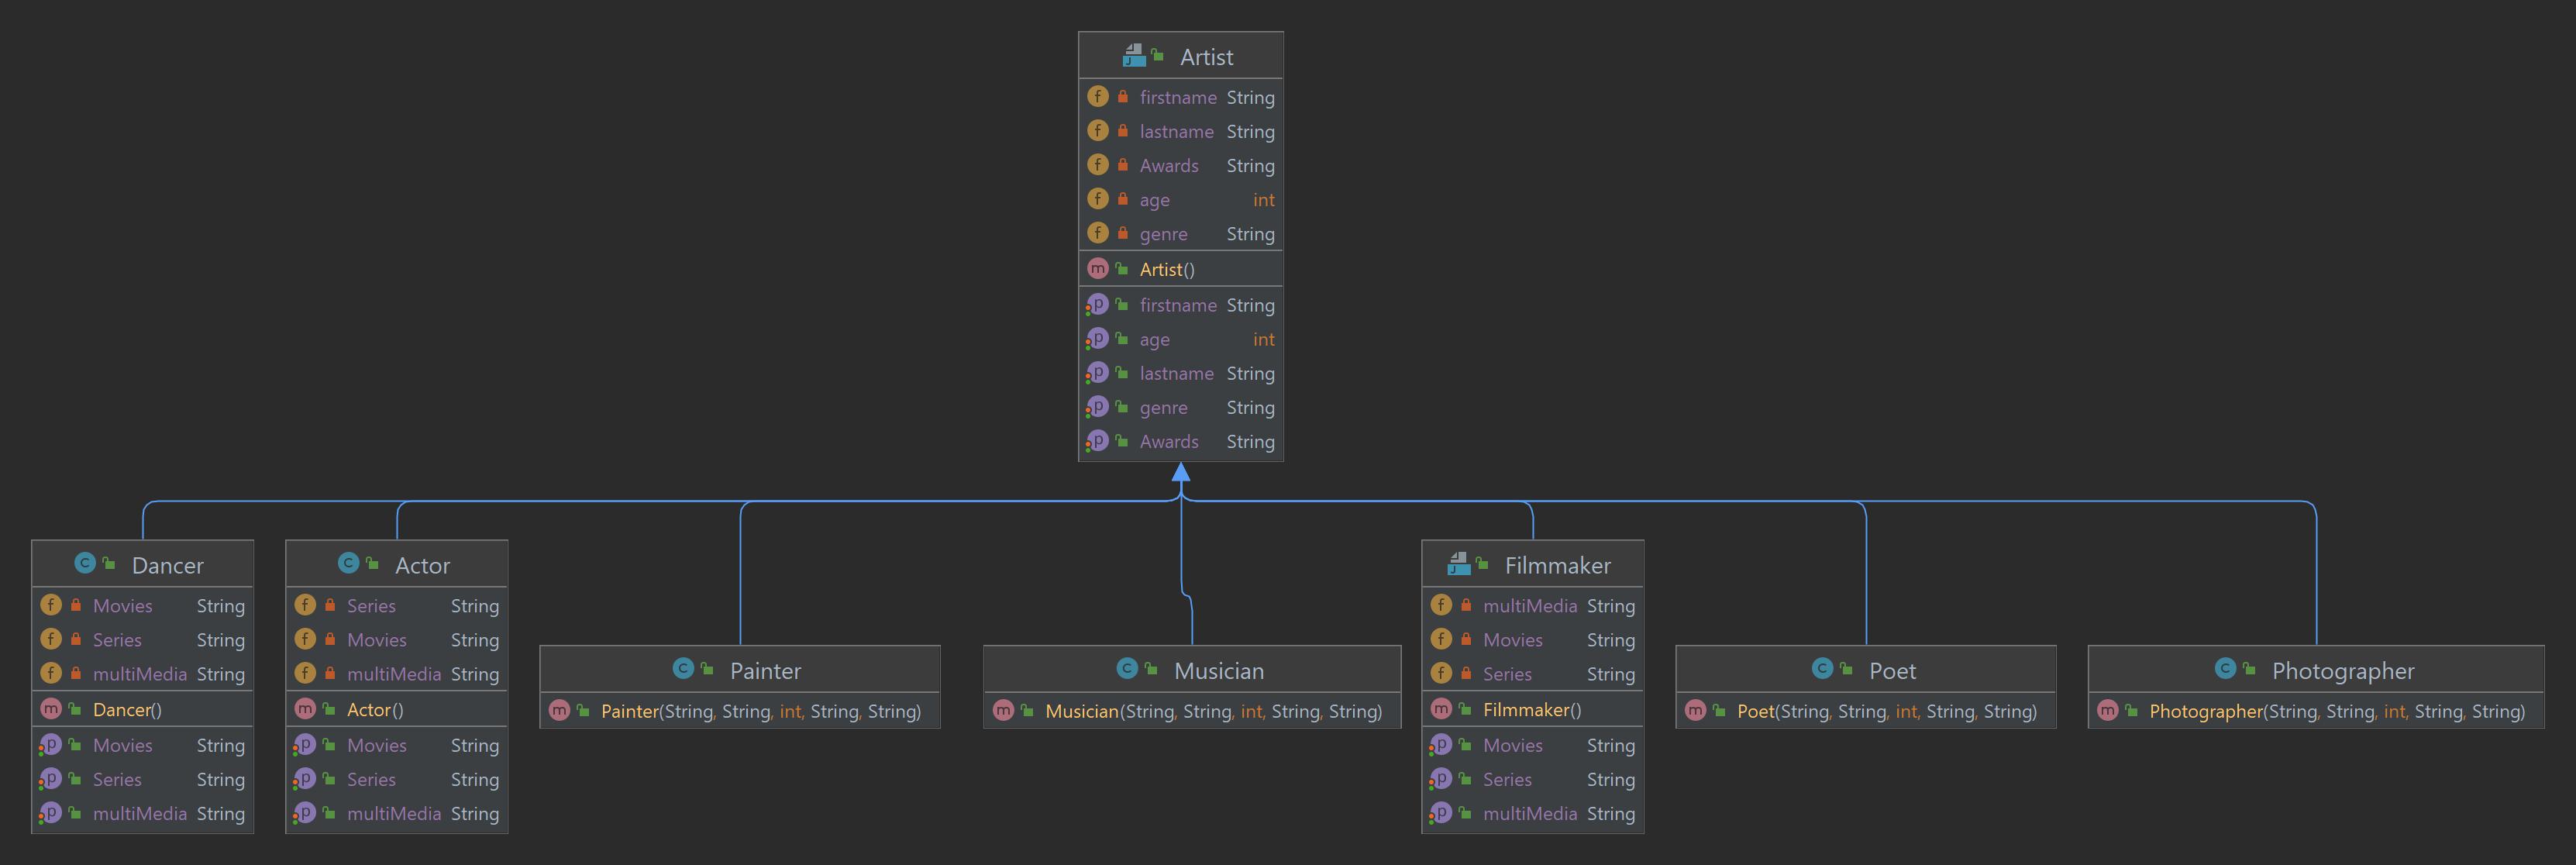 Artist
firstname String
lastname String
Awards String
age int
genre String
Artist()
firstname String
age int
lastname String
genre String
Awards String
Dancer
Movies String
Series String
multiMedia String
Dancer()
Movies String
Series String
multiMedia String
Actor
Series String
Movies String
multiMedia String
Actor()
Movies String
Series String
multiMedia String
Painter
Painter(String, String, int, String, String)
Musician
Musician(String, String, int, String, String)
Filmmaker
multiMedia String
Movies String
Series String
Filmmaker()
Movies String
Series String
multiMedia String
Poet
Poet(String, String, int, String, String)
Photographer
Photographer(String, String, int, String, String)